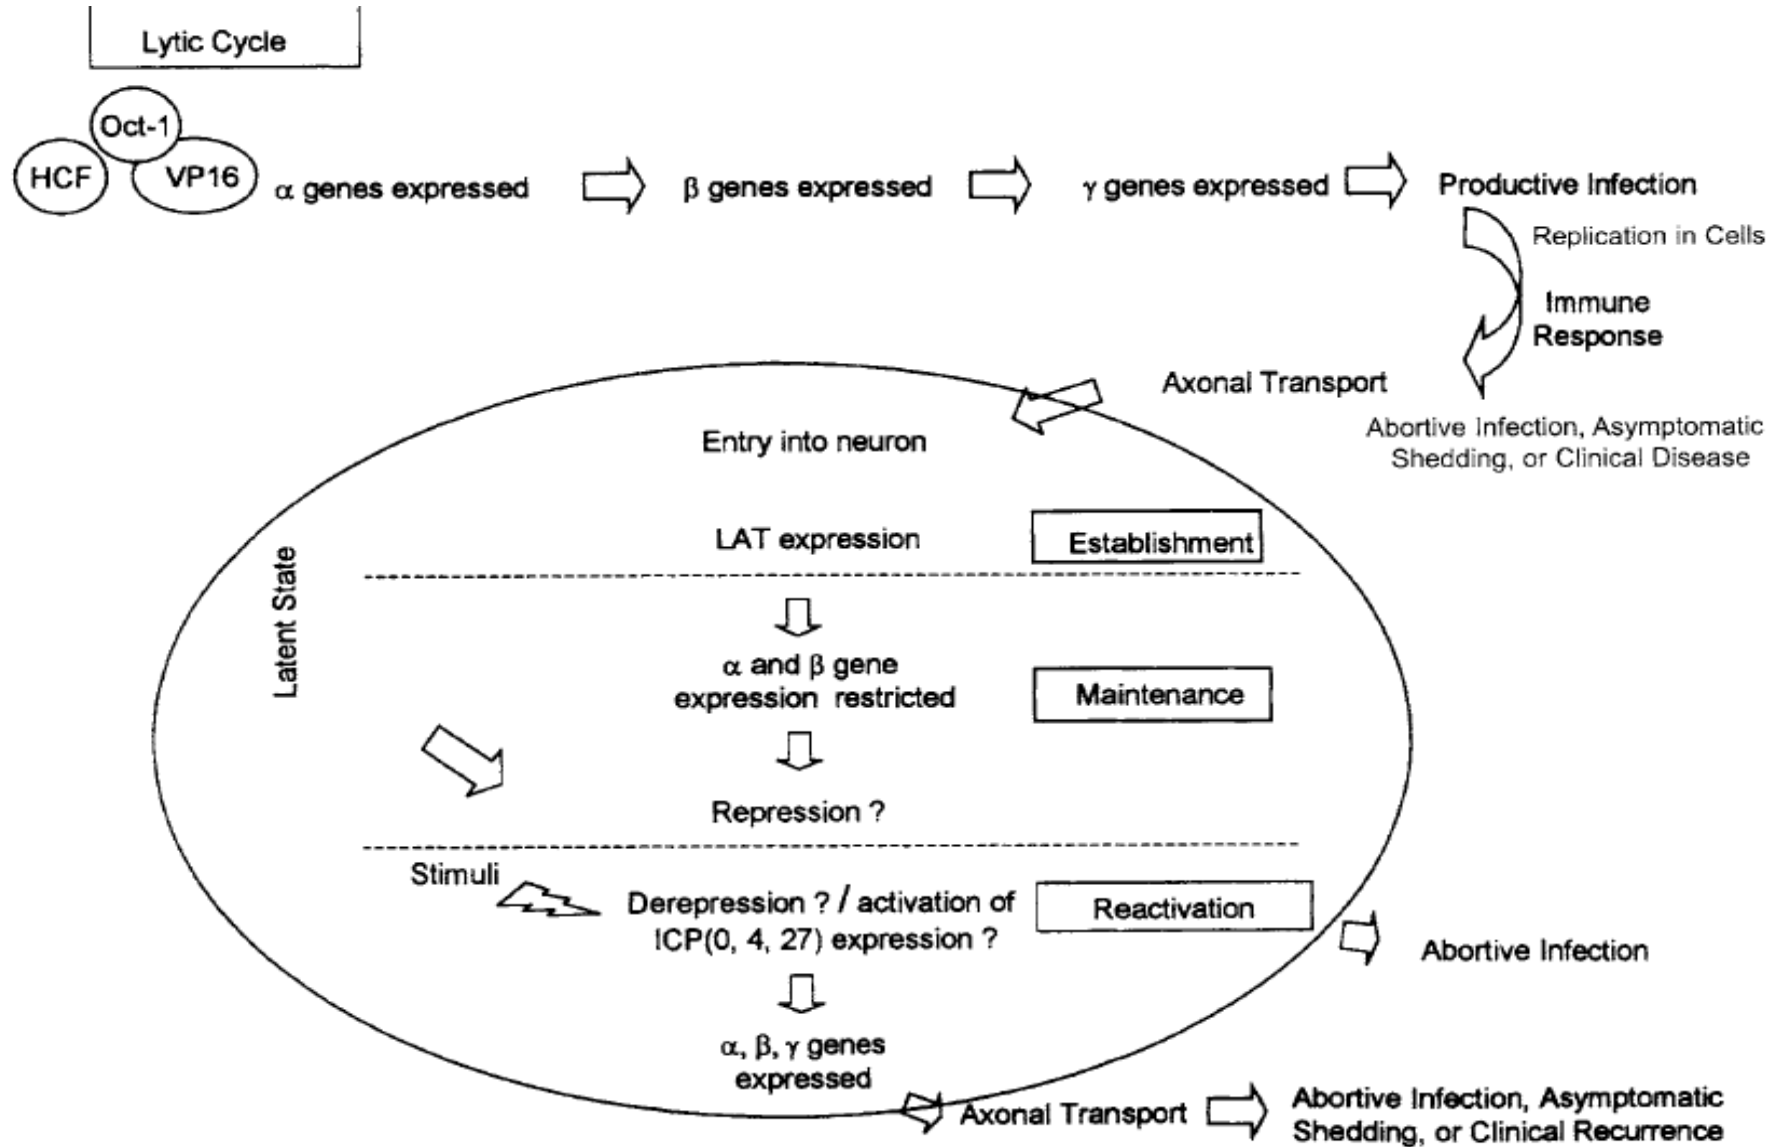 Lytic Cycle
Oct-1
HCF
VP16
α genes expressed
β genes expressed
γ genes expressed
Productive Infection
Replication in Cells
Immune
Response
Axonal Transport
Abortive Infection, Asymptomatic
Shedding, or Clinical Disease
Entry into neuron
LAT expression
Establishment
Latent State
α and β gene
expression restricted
Maintenance
Repression ?
Stimuli
Derepression ? / activation of
ICP(0, 4, 27) expression ?
Reactivation
Abortive Infection
α, β, γ genes
expressed
Axonal Transport
Abortive Infection, Asymptomatic
Shedding, or Clinical Recurrence